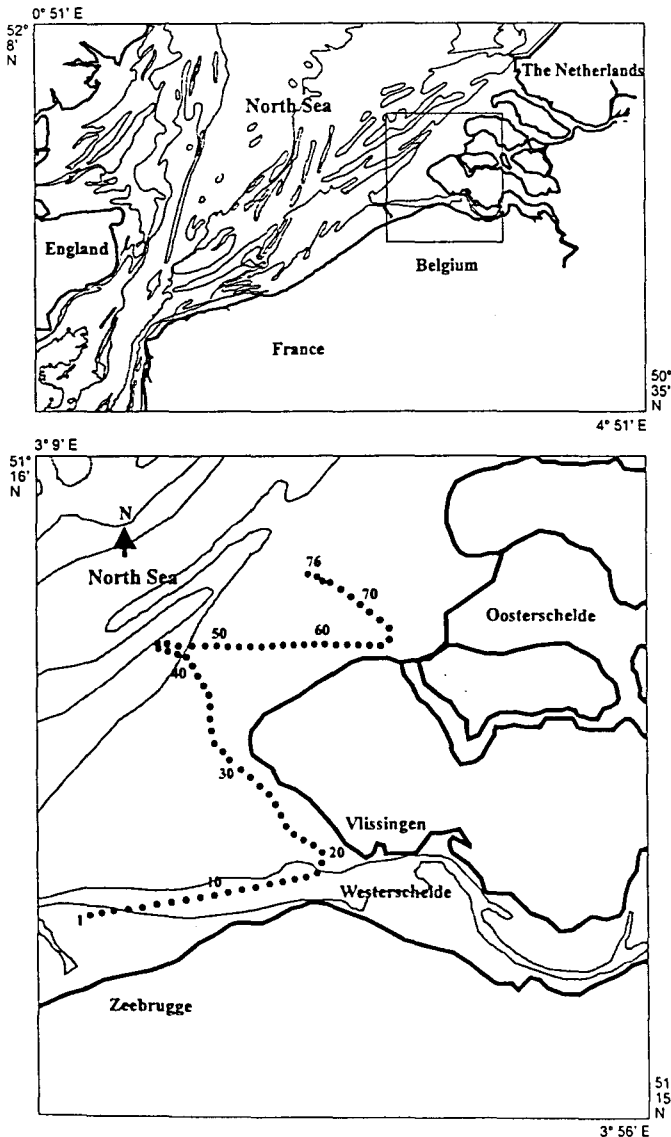 0° 51' E
52°
8'
N
The Netherlands
North Sea
England
Belgium
France
50°
35'
N
4° 51' E
3° 9' E
51°
16'
N
N
North Sea
76
70
50
60
40
Oosterschelde
30
Vlissingen
20
10
Westerschelde
1
Zeebrugge
51
15
N
3° 56' E